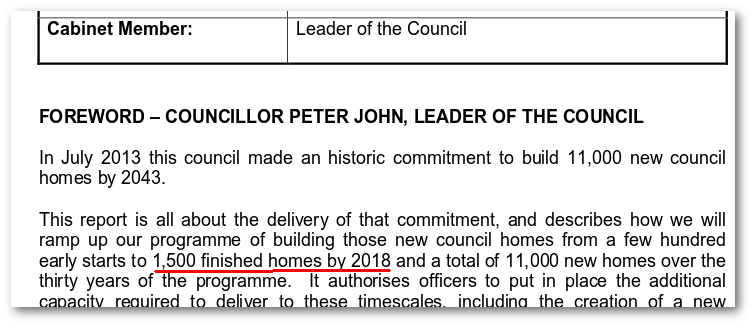 Cabinet Member: Leader of the Council
FOREWORD – COUNCILLOR PETER JOHN, LEADER OF THE COUNCIL
In July 2013 this council made an historic commitment to build 11,000 new council
homes by 2043.
This report is all about the delivery of that commitment, and describes how we will
ramp up our programme of building those new council homes from a few hundred
early starts to 1,500 finished homes by 2018 and a total of 11,000 new homes over the
thirty years of the programme. It authorises officers to put in place the additional
capacity required to deliver to these timescales, including the creation of a new